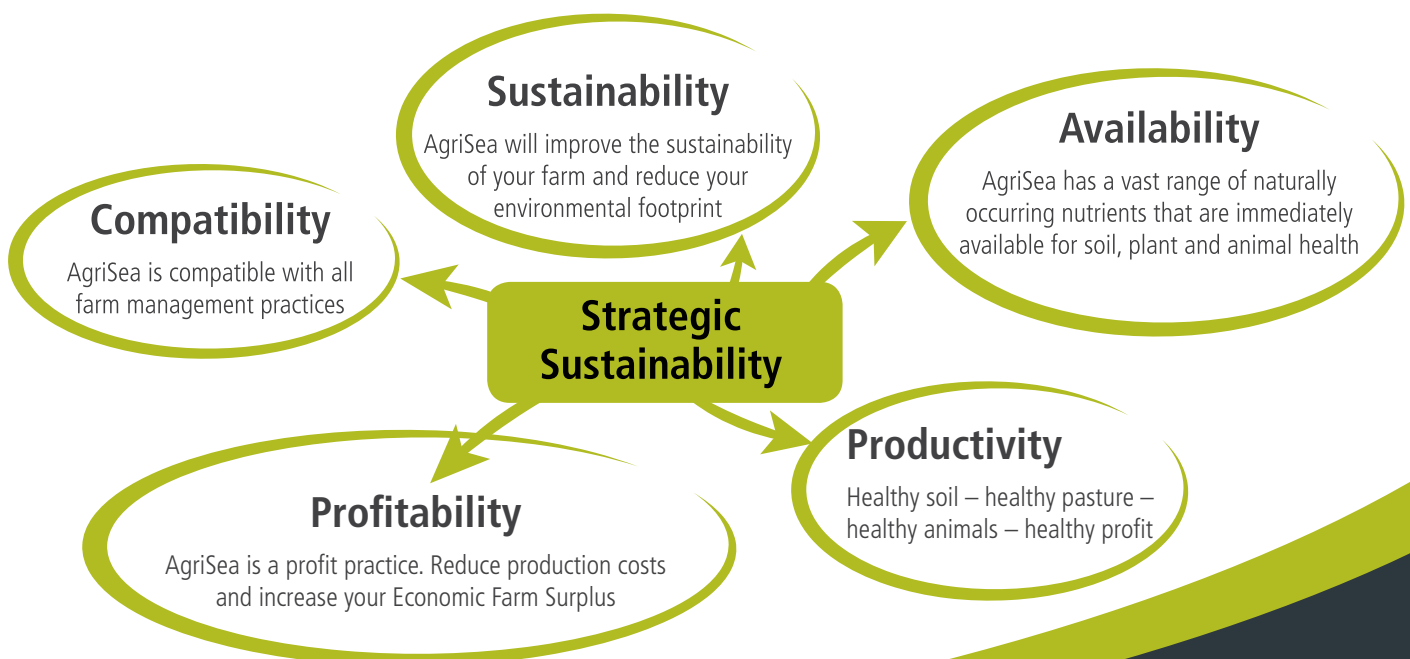 Sustainability
AgriSea will improve the sustainability
of your farm and reduce your
environmental footprint
Availability
AgriSea has a vast range of naturally
occurring nutrients that are immediately
available for soil, plant and animal health
Compatibility
AgriSea is compatible with all
farm management practices
Strategic
Sustainability
Productivity
Healthy soil – healthy pasture –
healthy animals – healthy profit
Profitability
AgriSea is a profit practice. Reduce production costs
and increase your Economic Farm Surplus